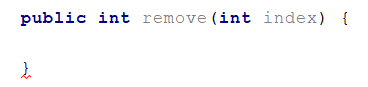 public int remove(int index) {
}